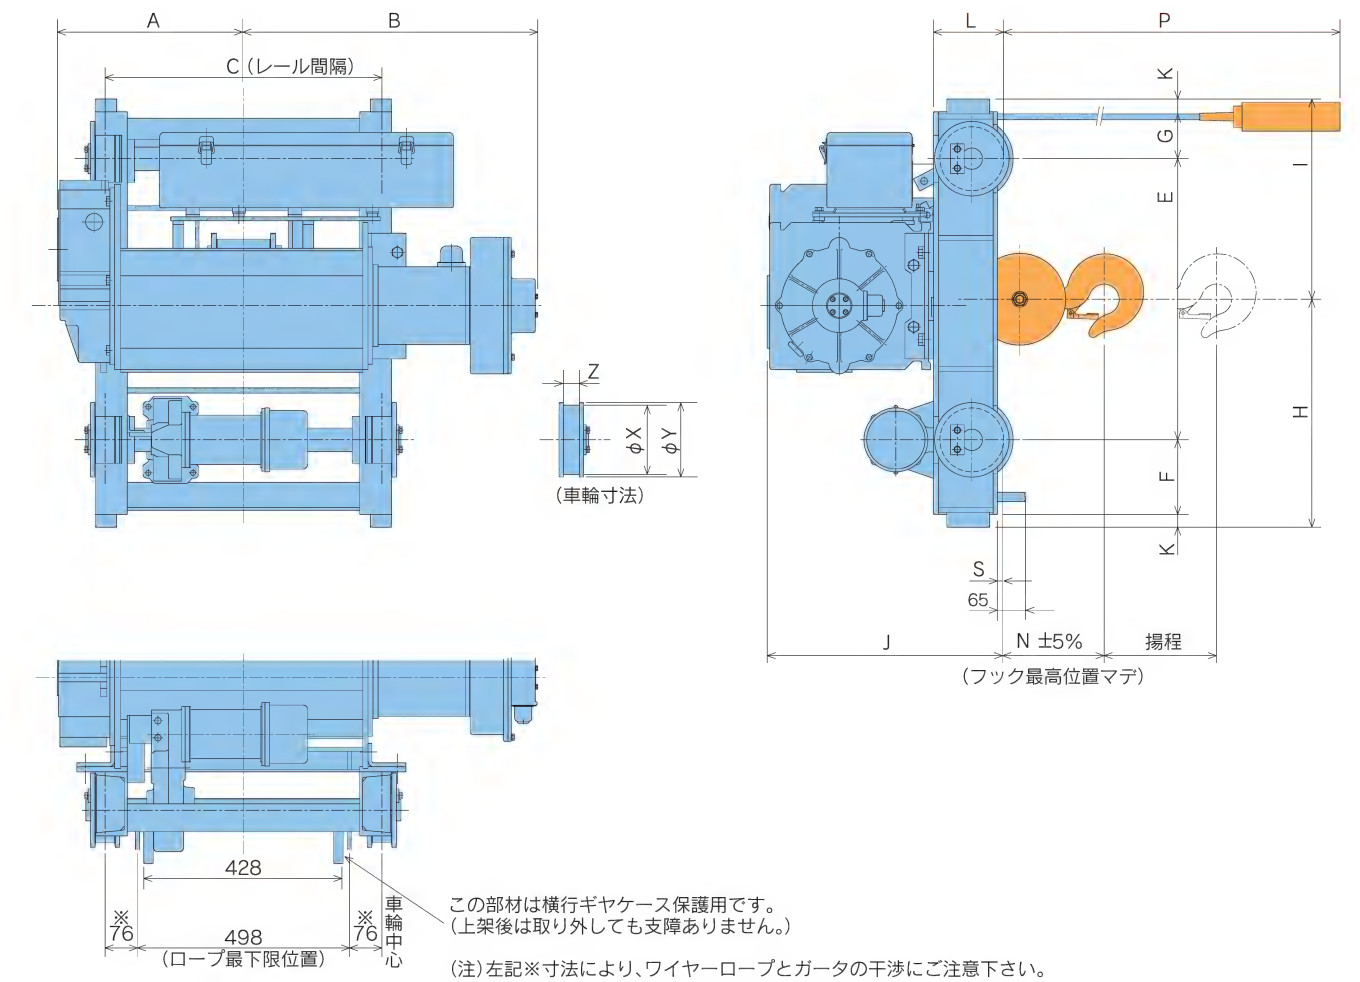 A
B
C (レール間隔)
L
P
K
G
I
E
Z
φX
φY
(車輪寸法)
H
F
K
S
65
J
N ±5%
揚程
(フック最高位置マデ)
428
※
76
498
※
76
(ロープ最下限位置)
車輪中心
この部材は横行ギヤケース保護用です。
(上架後は取り外しても支障ありません。)
(注)左記※寸法により、ワイヤーロープとガータの干渉にご注意下さい。